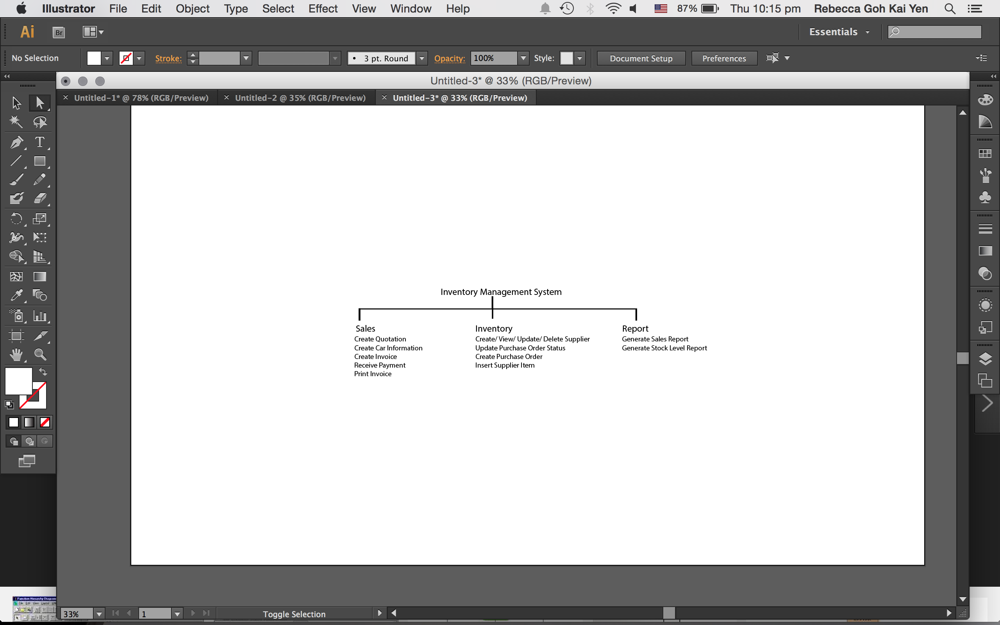 Illustrator File Edit Object Type Select Effect View Window Help 87% Thu 10:15 pm Rebecca Goh Kai Yen
Ai Br Essentials
No Selection Stroke: 3 pt. Round Opacity: 100% Style: Document Setup Preferences
Untitled-3* @ 33% (RGB/Preview)
Untitled-1* @ 78% (RGB/Preview) Untitled-2 @ 35% (RGB/Preview) Untitled-3* @ 33% (RGB/Preview)
Inventory Management System
Sales
Create Quotation
Create Car Information
Create Invoice
Receive Payment
Print Invoice
Inventory
Create/ View/ Update/ Delete Supplier
Update Purchase Order Status
Create Purchase Order
Insert Supplier Item
Report
Generate Sales Report
Generate Stock Level Report
Function Hierarchy Diagram
33% 1 Toggle Selection